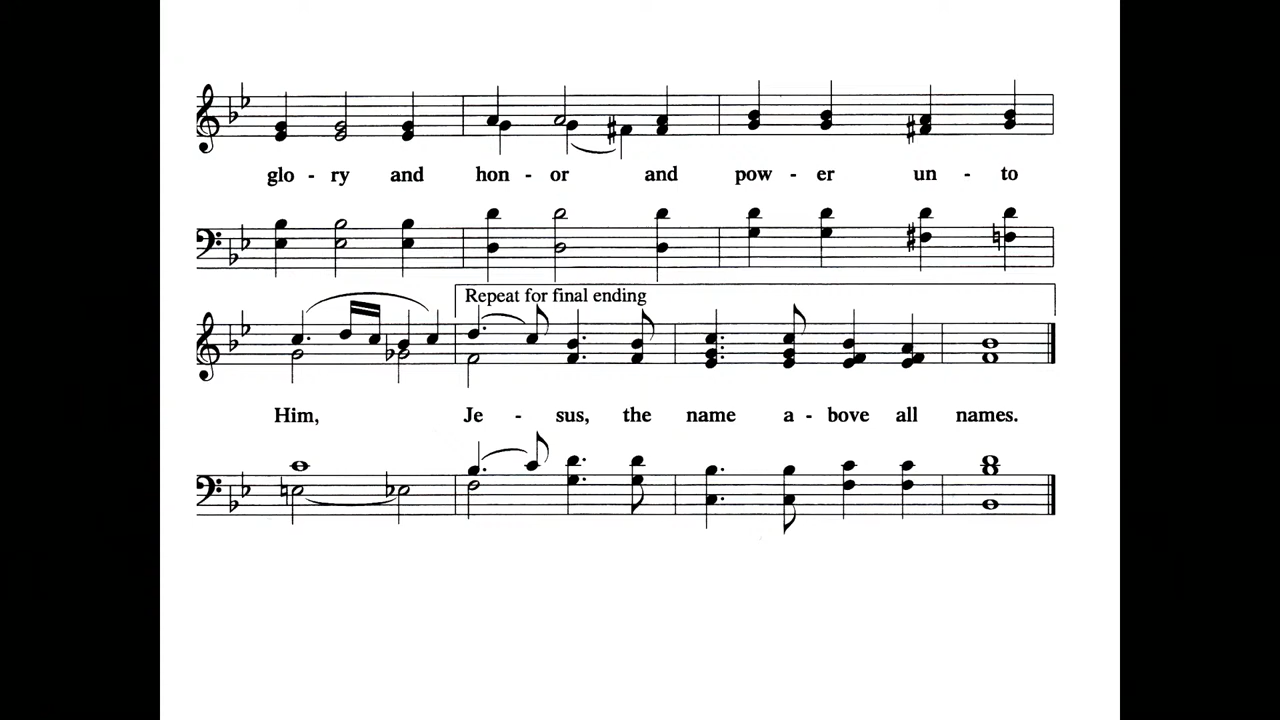 glo - ry and hon - or and pow - er un - to
Repeat for final ending
Him, Je - sus, the name a - bove all names.